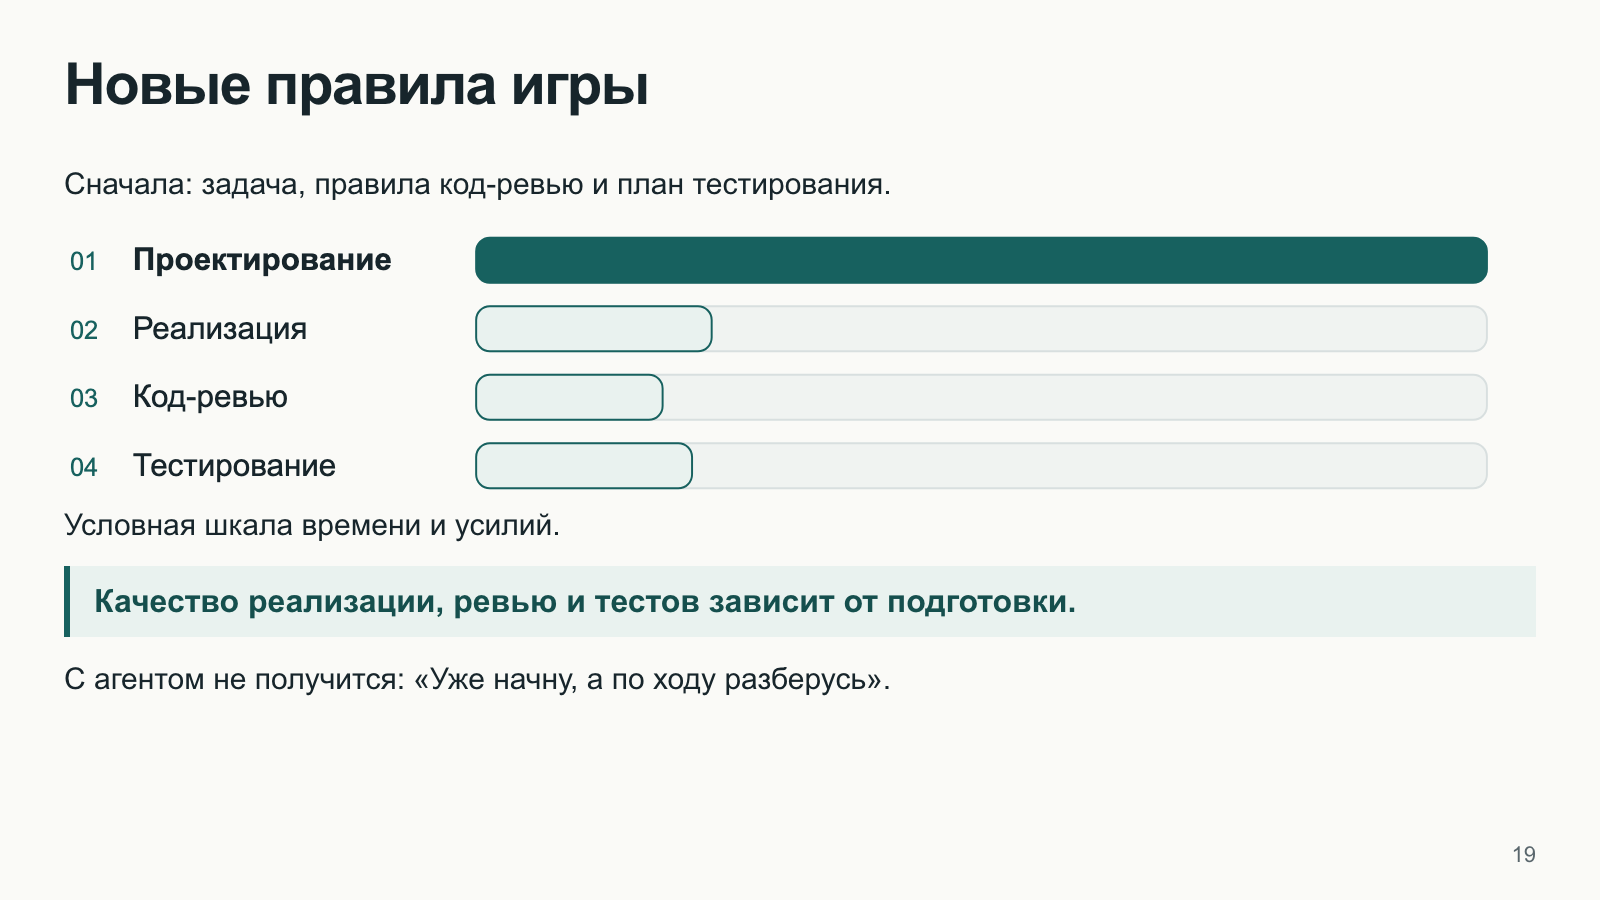 Новые правила игры
Сначала: задача, правила код-ревью и план тестирования.
01 Проектирование
02 Реализация
03 Код-ревью
04 Тестирование
Условная шкала времени и усилий.
Качество реализации, ревью и тестов зависит от подготовки.
С агентом не получится: «Уже начну, а по ходу разберусь».
19